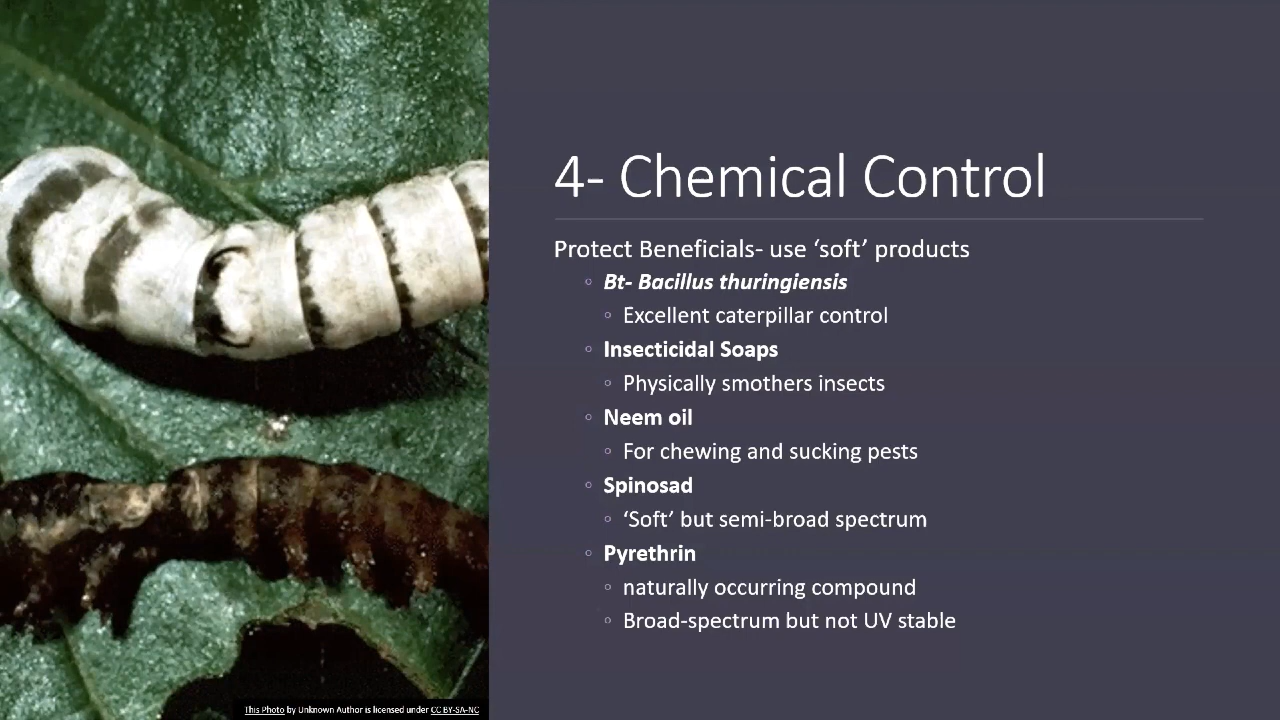 4- Chemical Control
Protect Beneficials- use ‘soft’ products
◦ Bt- Bacillus thuringiensis
◦ Excellent caterpillar control
◦ Insecticidal Soaps
◦ Physically smothers insects
◦ Neem oil
◦ For chewing and sucking pests
◦ Spinosad
◦ ‘Soft’ but semi-broad spectrum
◦ Pyrethrin
◦ naturally occurring compound
◦ Broad-spectrum but not UV stable
This Photo by Unknown Author is licensed under CC BY-SA-NC